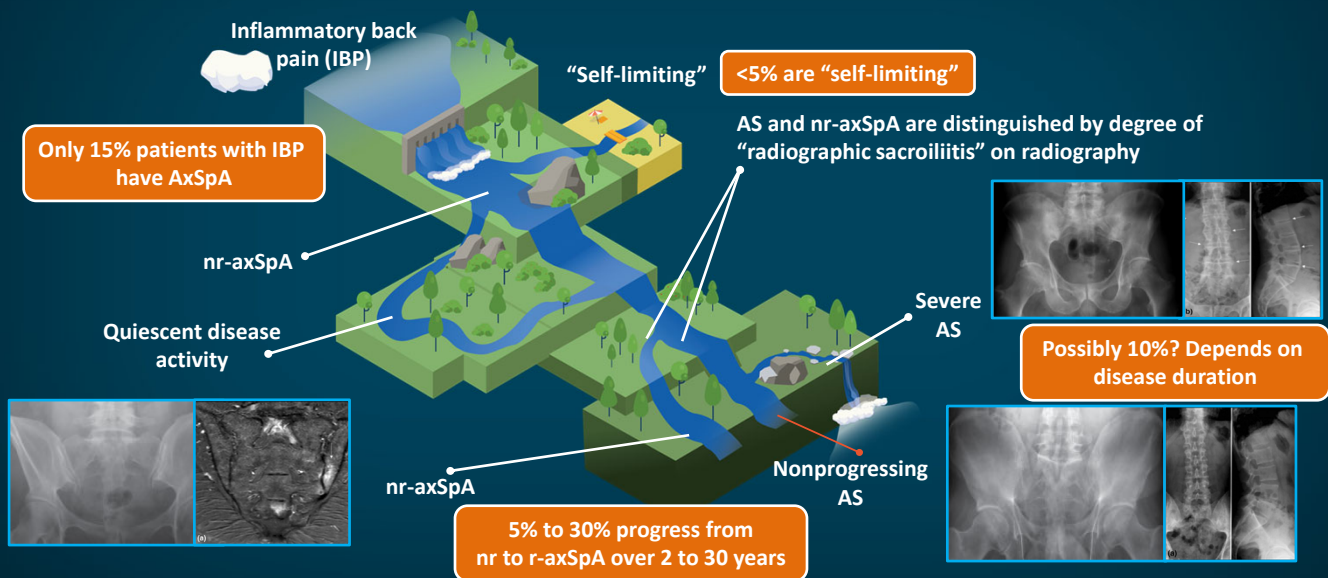 Inflammatory back
pain (IBP)
"Self-limiting"
<5% are "self-limiting"
AS and nr-axSpA are distinguished by degree of
"radiographic sacroiliitis" on radiography
Only 15% patients with IBP
have AxSpA
nr-axSpA
Quiescent disease
activity
Severe
AS
b)
Possibly 10%? Depends on
disease duration
nr-axSpA
Nonprogressing
AS
5% to 30% progress from
nr to r-axSpA over 2 to 30 years
(a)
(a)